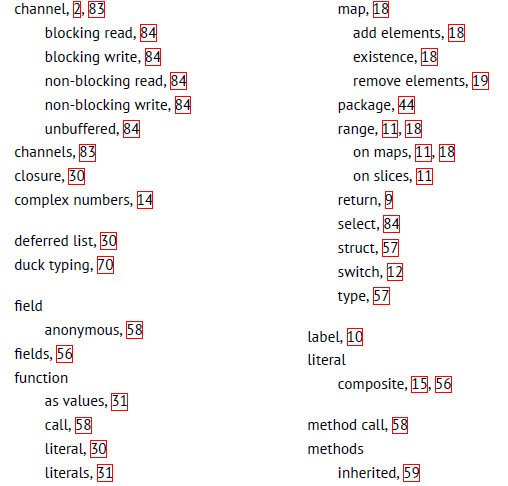 channel, 2, 83
blocking read, 84
blocking write, 84
non-blocking read, 84
non-blocking write, 84
unbuffered, 84
channels, 83
closure, 30
complex numbers, 14
deferred list, 30
duck typing, 70
field
anonymous, 58
fields, 56
function
as values, 31
call, 58
literal, 30
literals, 31
map, 18
add elements, 18
existence, 18
remove elements, 19
package, 44
range, 11, 18
on maps, 11, 18
on slices, 11
return, 9
select, 84
struct, 57
switch, 12
type, 57
label, 10
literal
composite, 15, 56
method call, 58
methods
inherited, 59